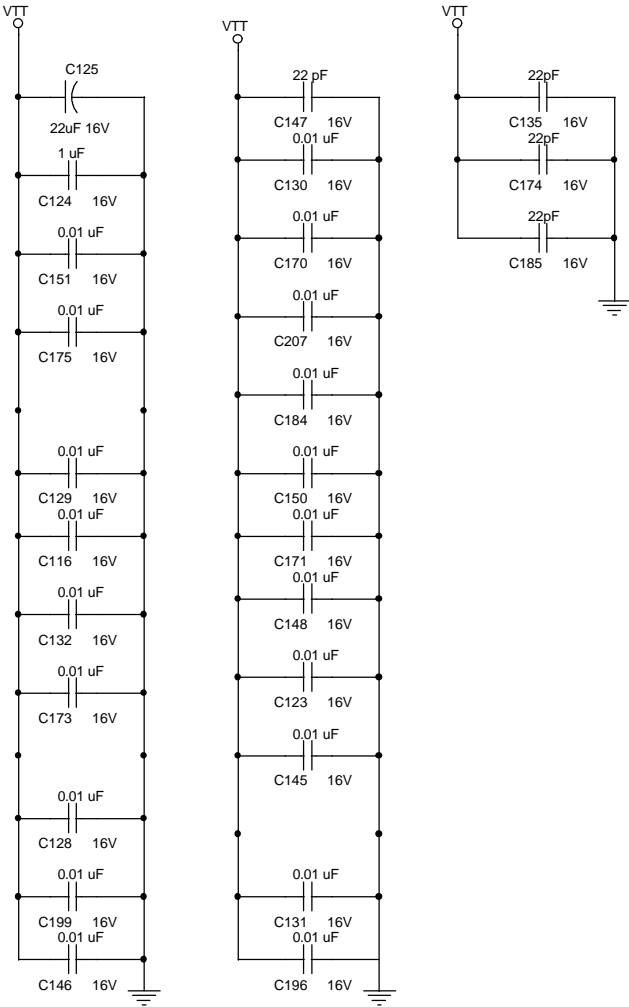 VTT
C125
22uF 16V
1 uF
C124 16V
0.01 uF
C151 16V
0.01 uF
C175 16V
0.01 uF
C129 16V
0.01 uF
C116 16V
0.01 uF
C132 16V
0.01 uF
C173 16V
0.01 uF
C128 16V
0.01 uF
C199 16V
0.01 uF
C146 16V
VTT
22 pF
C147 16V
0.01 uF
C130 16V
0.01 uF
C170 16V
0.01 uF
C207 16V
0.01 uF
C184 16V
0.01 uF
C150 16V
0.01 uF
C171 16V
0.01 uF
C148 16V
0.01 uF
C123 16V
0.01 uF
C145 16V
0.01 uF
C131 16V
0.01 uF
C196 16V
VTT
22pF
C135 16V
22pF
C174 16V
22pF
C185 16V